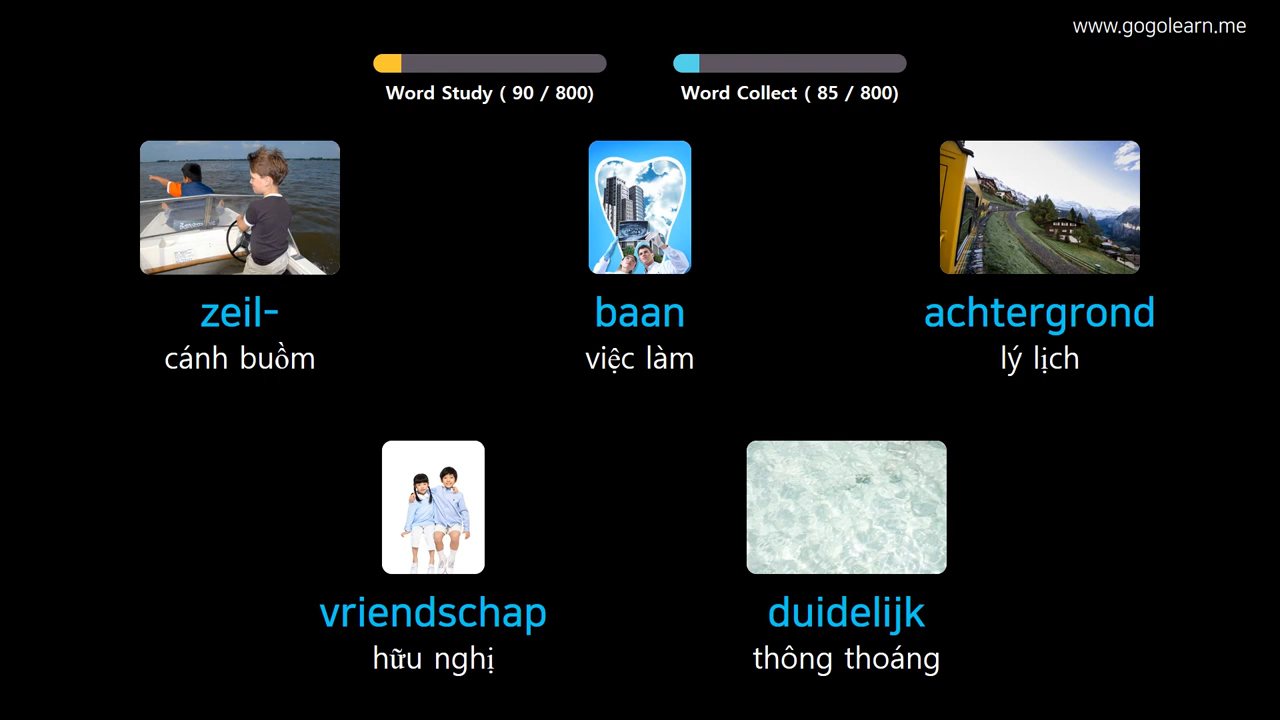 www.gogolearn.me
Word Study ( 90 / 800)
Word Collect ( 85 / 800)
zeil-
cánh buồm
baan
việc làm
achtergrond
lý lịch
vriendschap
hữu nghị
duidelijk
thông thoáng